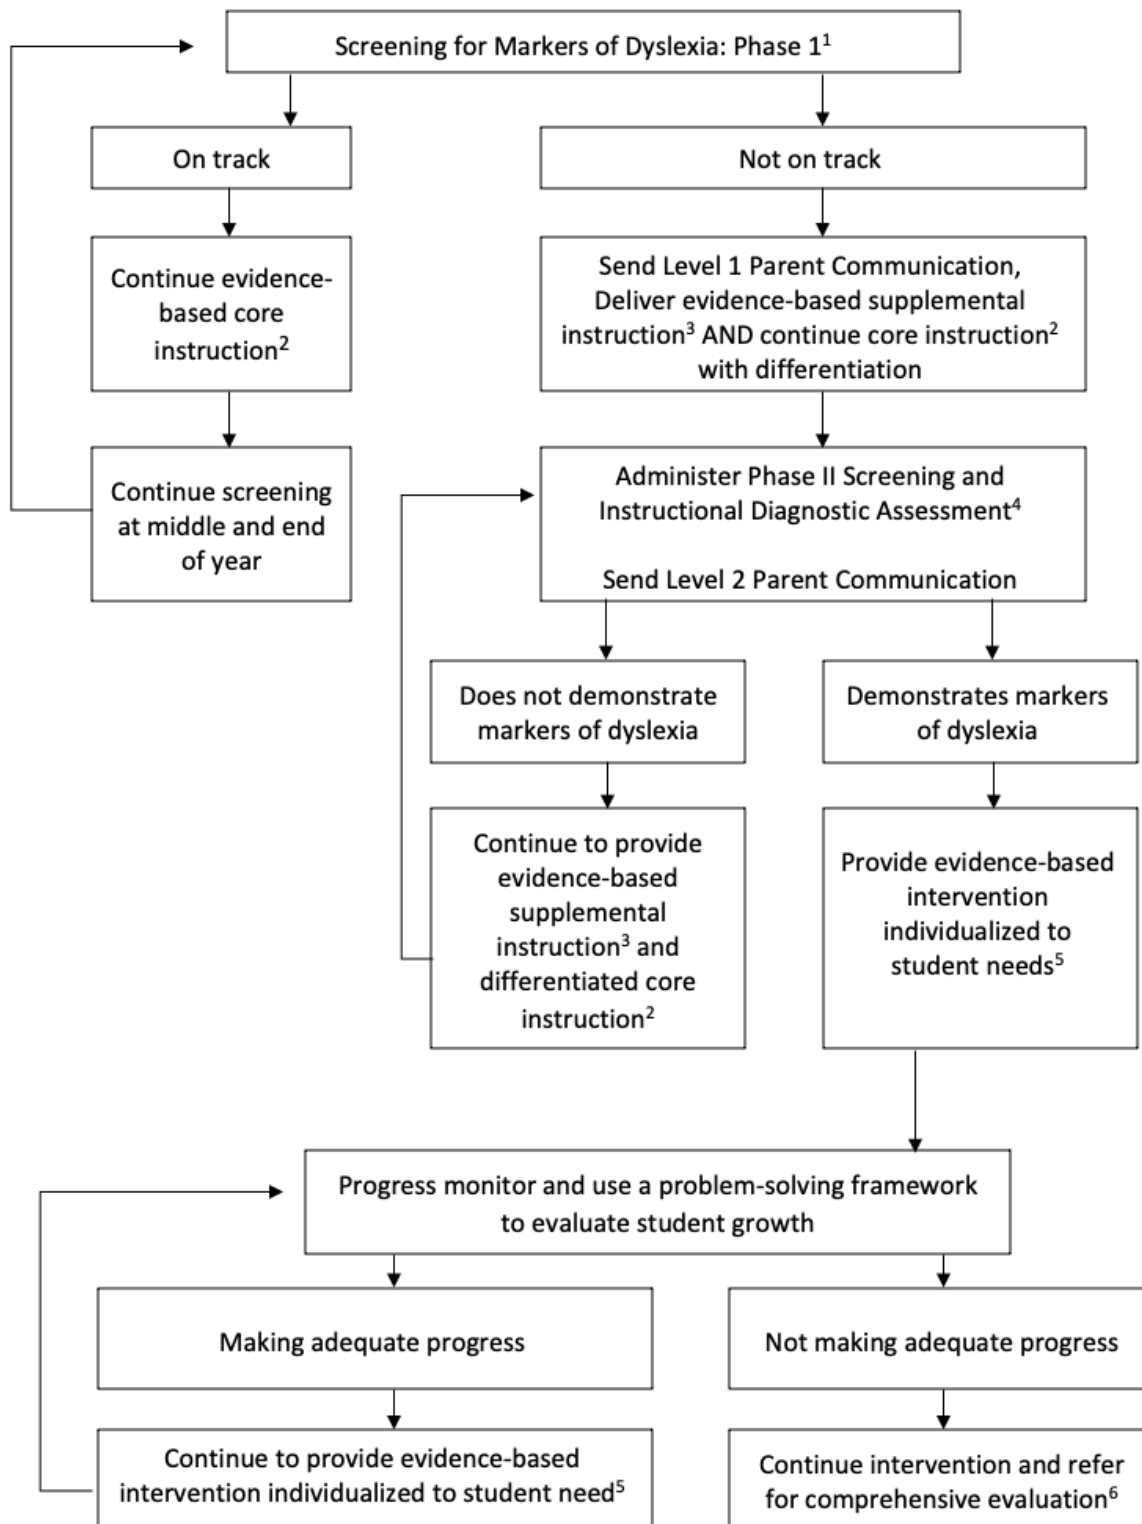 Screening for Markers of Dyslexia: Phase 1¹
On track
Not on track
Continue evidence-
based core
instruction²
Send Level 1 Parent Communication,
Deliver evidence-based supplemental
instruction³ AND continue core instruction²
with differentiation
Continue screening
at middle and end
of year
Administer Phase II Screening and
Instructional Diagnostic Assessment⁴
Send Level 2 Parent Communication
Does not demonstrate
markers of dyslexia
Demonstrates markers
of dyslexia
Continue to provide
evidence-based
supplemental
instruction³ and
differentiated core
instruction²
Provide evidence-based
intervention
individualized to
student needs⁵
Progress monitor and use a problem-solving framework
to evaluate student growth
Making adequate progress
Not making adequate progress
Continue to provide evidence-based
intervention individualized to student need⁵
Continue intervention and refer
for comprehensive evaluation⁶